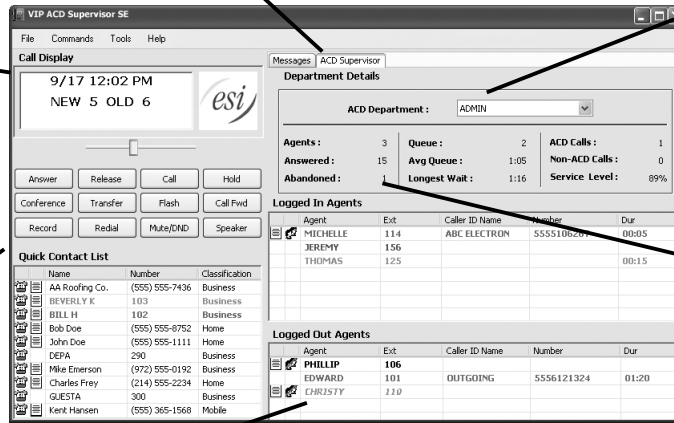 VIP ACD Supervisor SE
File Commands Tools Help
Call Display
9/17 12:02 PM
NEW 5 OLD 6
esi
Answer Release Call Hold
Conference Transfer Flash Call Fwd
Record Redial Mute/DND Speaker
Quick Contact List
Name Number Classification
AA Roofing Co. (555) 555-7436 Business
BEVERLY K 103 Business
BILL H 102 Business
Bob Doe (555) 555-8752 Home
John Doe (555) 555-1111 Home
DEPA 290 Business
Mike Emerson (972) 555-0192 Business
Charles Frey (214) 555-2234 Home
GUESTA 300 Business
Kent Hansen (555) 365-1568 Mobile
Messages ACD Supervisor
Department Details
ACD Department : ADMIN
Agents : 3 Queue : 2 ACD Calls : 1
Answered : 15 Avg Queue : 1:05 Non-ACD Calls : 0
Abandoned : 1 Longest Wait : 1:16 Service Level : 89%
Logged In Agents
Agent Ext Caller ID Name Number Dur
MICHELLE 114 ABC ELECTRON 00:05
JEREMY 156
THOMAS 125 00:15
Logged Out Agents
Agent Ext Caller ID Name Number Dur
PHILLIP 106
EDWARD 101 OUTGOING 5556121324 01:20
CHRISTY 110